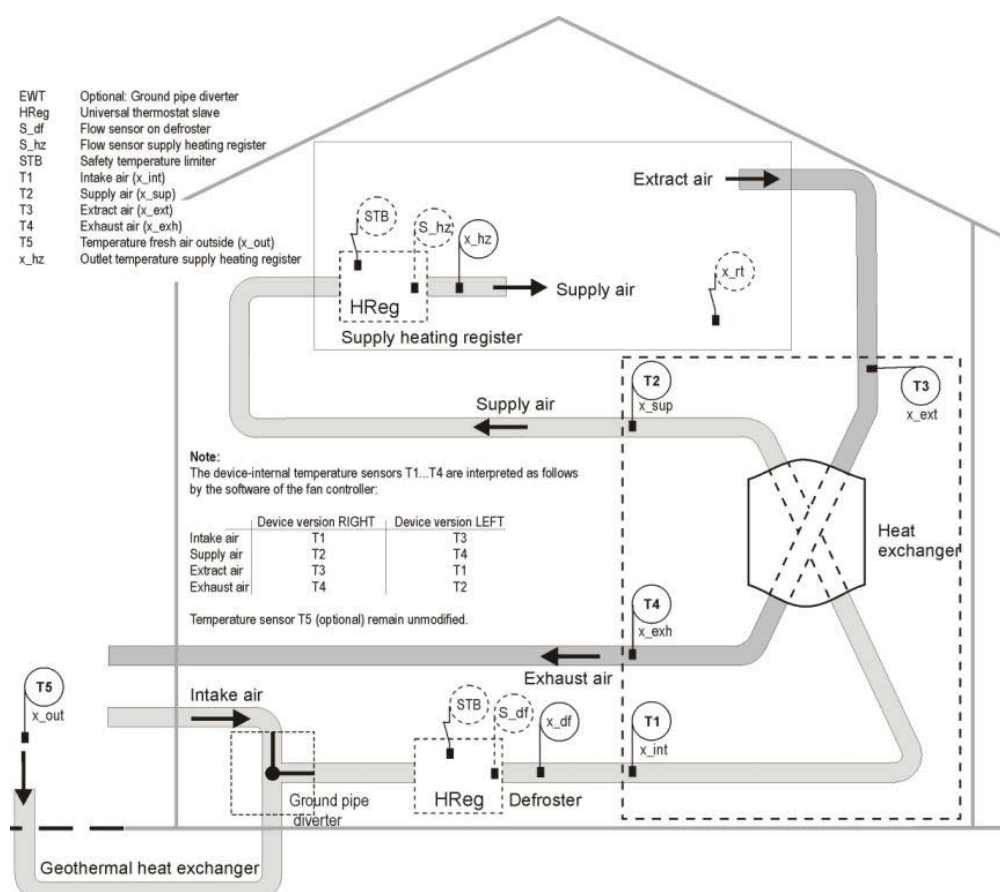 EWT Optional: Ground pipe diverter
HReg Universal thermostat slave
S_df Flow sensor on defroster
S_hz Flow sensor supply heating register
STB Safety temperature limiter
T1 Intake air (x_int)
T2 Supply air (x_sup)
T3 Extract air (x_ext)
T4 Exhaust air (x_exh)
T5 Temperature fresh air outside (x_out)
x_hz Outlet temperature supply heating register
Extract air
STB
S_hz
x_hz
x_rt
HReg
Supply air
Supply heating register
T2
x_sup
T3
x_ext
Supply air
Note:
The device-internal temperature sensors T1...T4 are interpreted as follows
by the software of the fan controller:
Device version RIGHT Device version LEFT
Intake air T1 T3
Supply air T2 T4
Extract air T3 T1
Exhaust air T4 T2
Temperature sensor T5 (optional) remain unmodified.
Heat
exchanger
T4
x_exh
Exhaust air
T5
x_out
Intake air
STB
S_df
x_df
T1
x_int
HReg
Defroster
Ground pipe
diverter
Geothermal heat exchanger